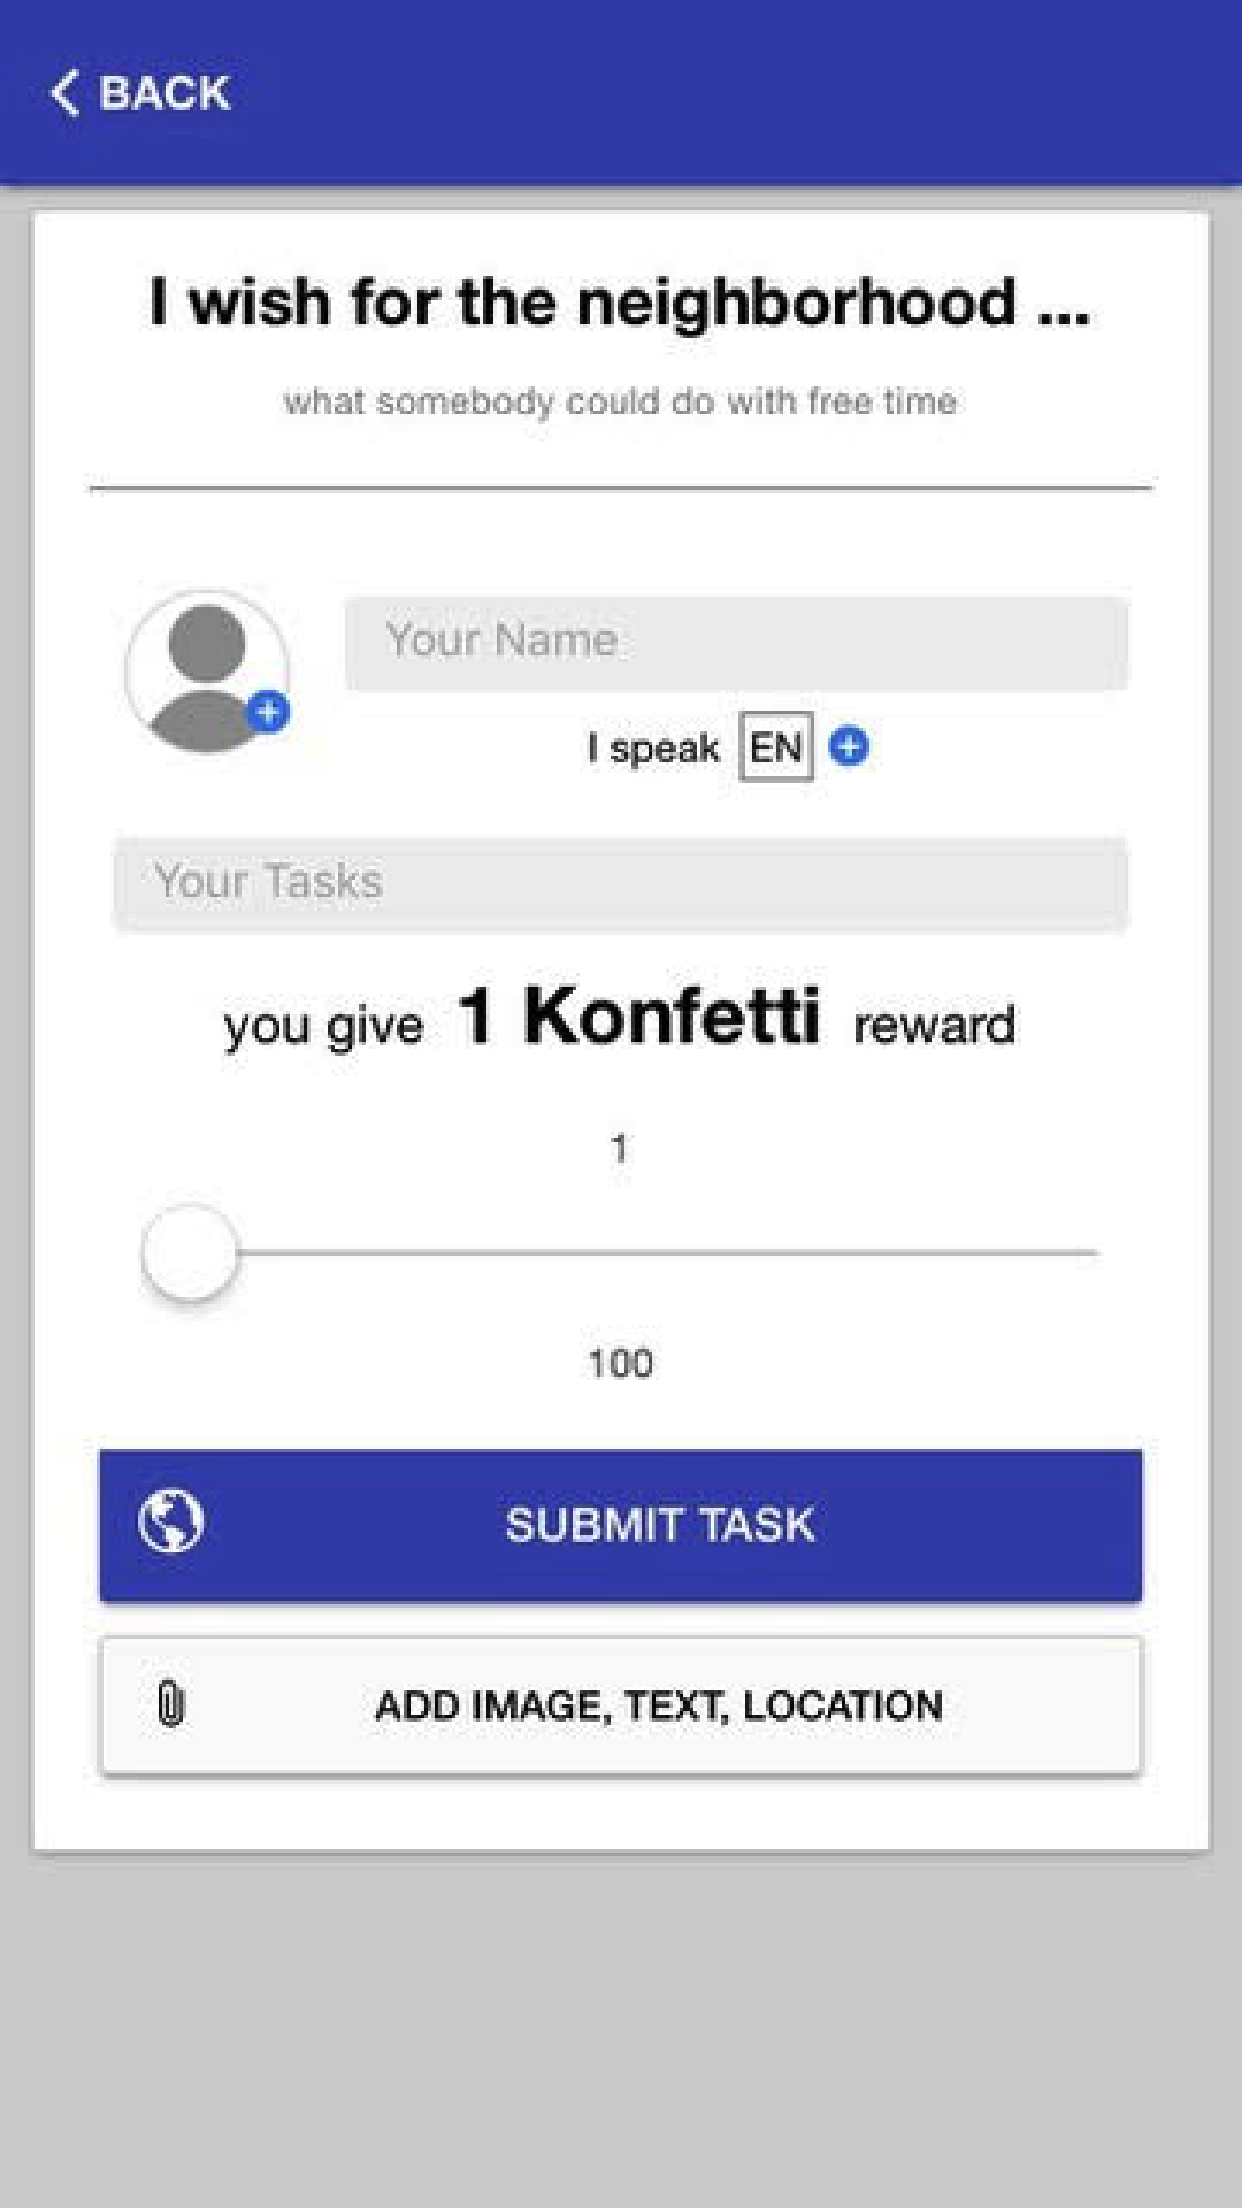 BACK
I wish for the neighborhood ...
what somebody could do with free time
Your Name
I speak EN
Your Tasks
you give 1 Konfetti reward
1
100
SUBMIT TASK
ADD IMAGE, TEXT, LOCATION